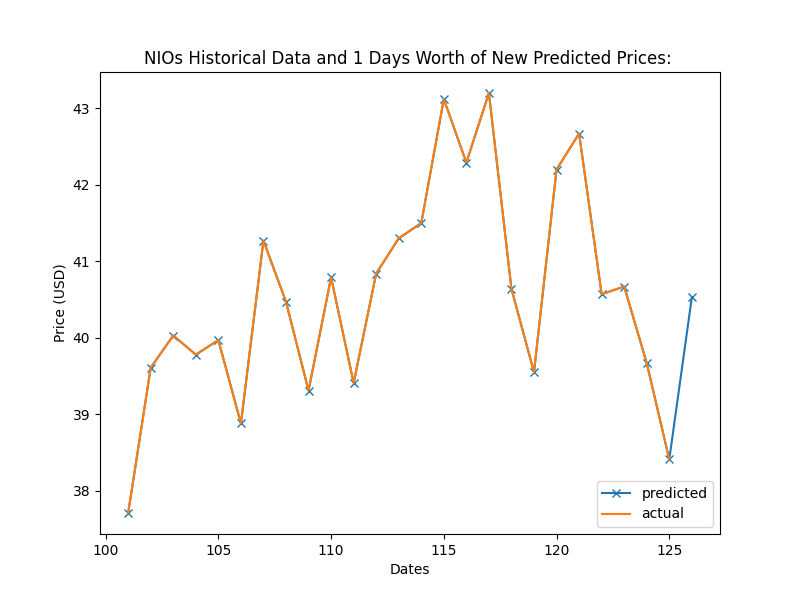 NIOs Historical Data and 1 Days Worth of New Predicted Prices:
Price (USD)
43
42
41
40
39
38
100
105
110
115
120
125
Dates
predicted
actual